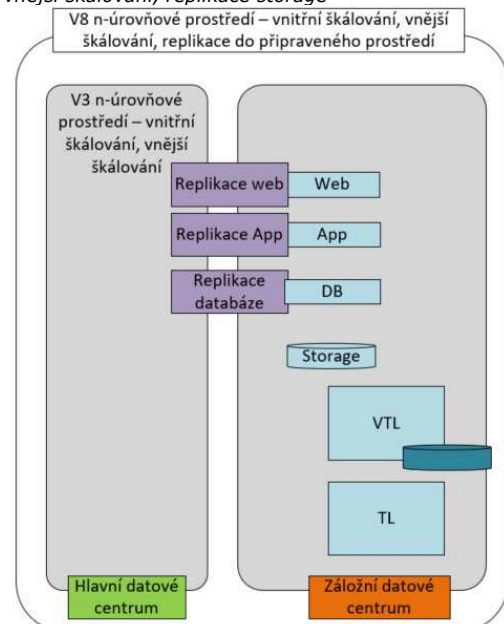 vnější škálování, replikace Storage
V8 n-úrovňové prostředí – vnitřní škálování, vnější
škálování, replikace do připraveného prostředí
V3 n-úrovňové
prostředí – vnitřní
škálování, vnější
škálování
Replikace web
Web
Replikace App
App
Replikace
databáze
DB
Storage
VTL
TL
Hlavní datové
centrum
Záložní datové
centrum